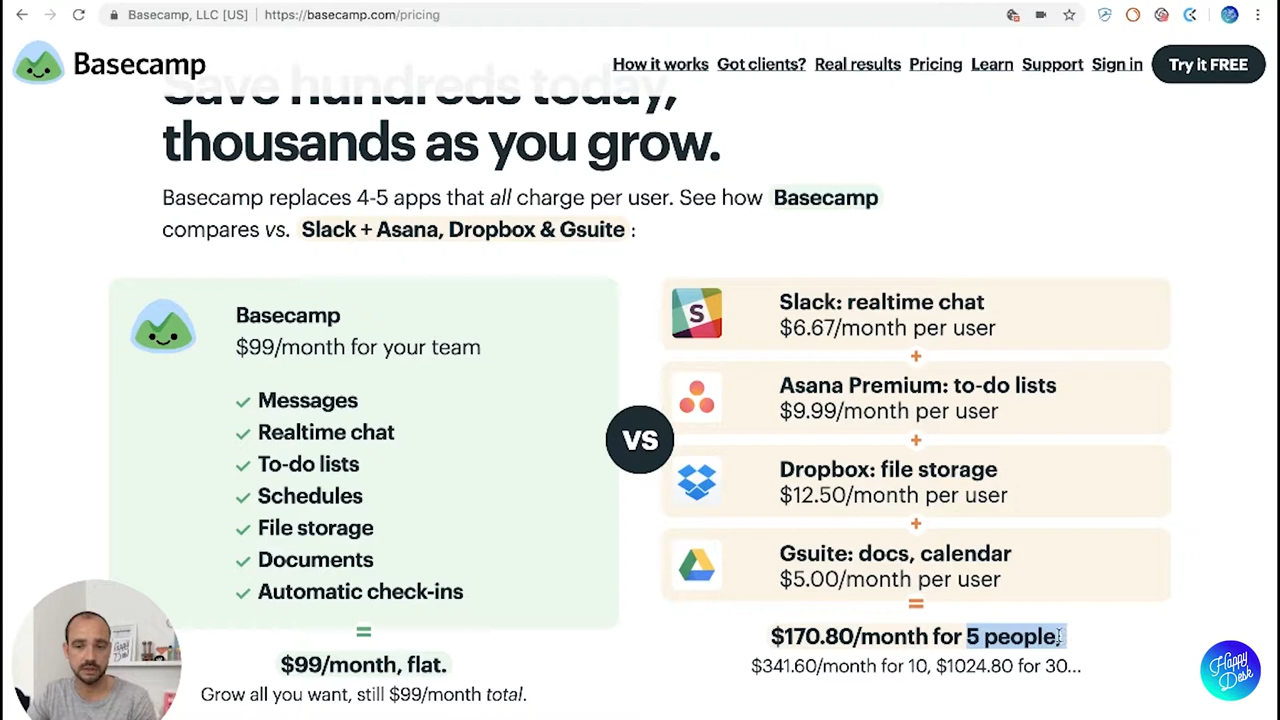 Basecamp, LLC [US] | https://basecamp.com/pricing
Basecamp
How it works Got clients? Real results Pricing Learn Support Sign in Try it FREE
Save hundreds today,
thousands as you grow.
Basecamp replaces 4-5 apps that all charge per user. See how Basecamp
compares vs. Slack + Asana, Dropbox & Gsuite :
Basecamp
$99/month for your team
✓ Messages
✓ Realtime chat
✓ To-do lists
✓ Schedules
✓ File storage
✓ Documents
✓ Automatic check-ins
=
$99/month, flat.
Grow all you want, still $99/month total.
VS
S
Slack: realtime chat
$6.67/month per user
+
Asana Premium: to-do lists
$9.99/month per user
+
Dropbox: file storage
$12.50/month per user
+
Gsuite: docs, calendar
$5.00/month per user
=
$170.80/month for 5 people.
$341.60/month for 10, $1024.80 for 30...
Happy
Desk